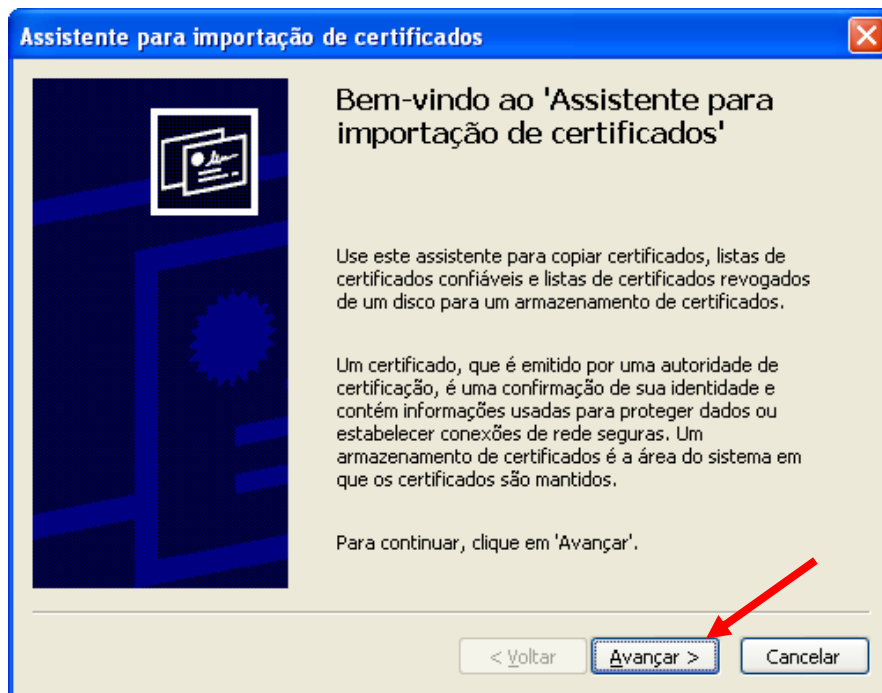 Assistente para importação de certificados
Bem-vindo ao 'Assistente para
importação de certificados'
Use este assistente para copiar certificados, listas de
certificados confiáveis e listas de certificados revogados
de um disco para um armazenamento de certificados.
Um certificado, que é emitido por uma autoridade de
certificação, é uma confirmação de sua identidade e
contém informações usadas para proteger dados ou
estabelecer conexões de rede seguras. Um
armazenamento de certificados é a área do sistema em
que os certificados são mantidos.
Para continuar, clique em 'Avançar'.
< Voltar
Avançar >
Cancelar